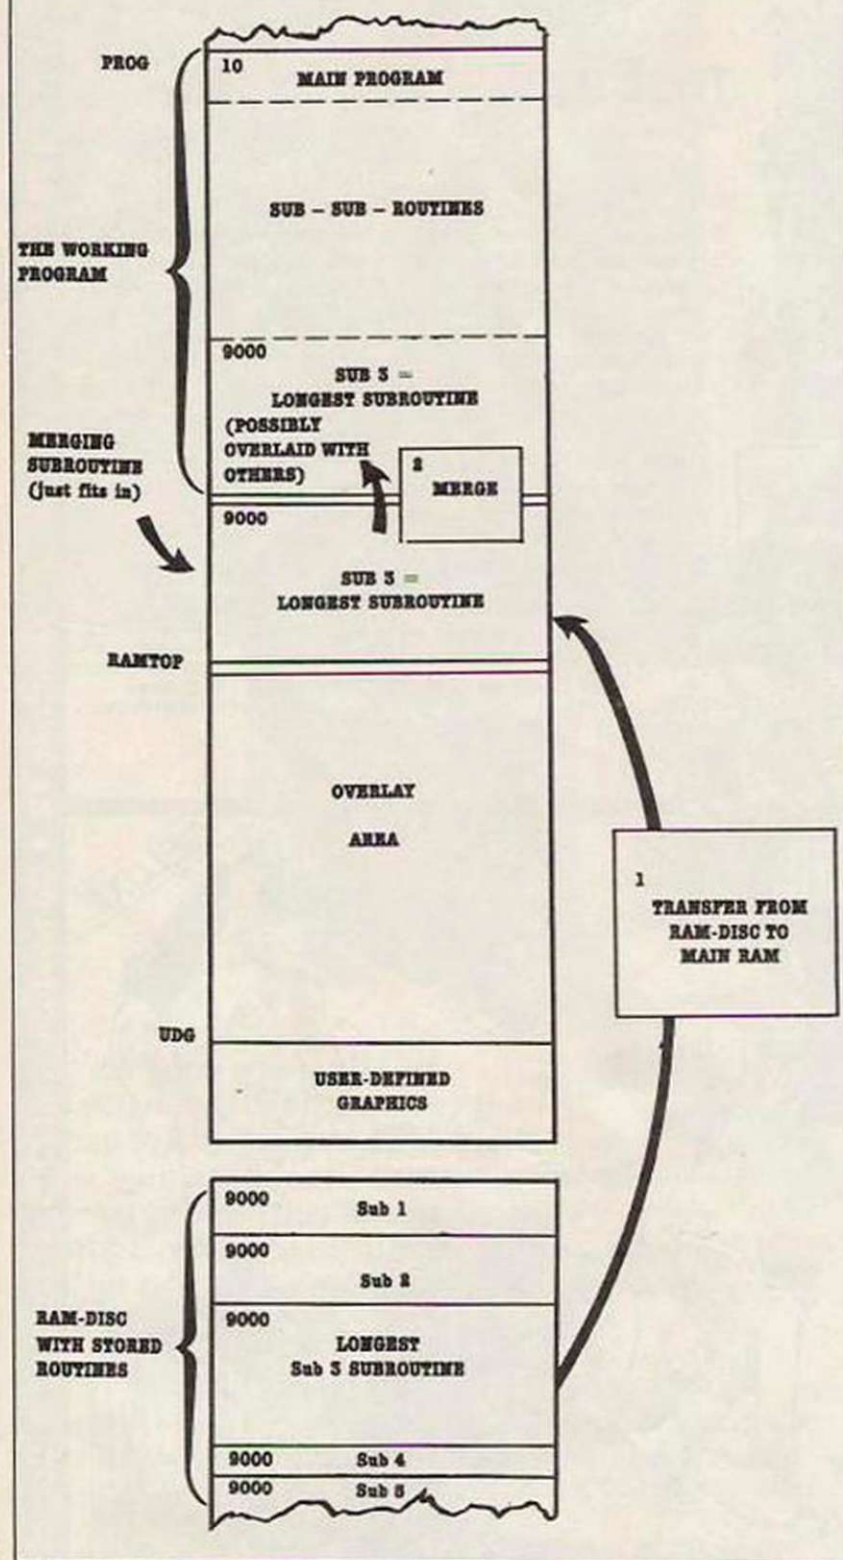 PROG
10
MAIN PROGRAM
SUB – SUB – ROUTINES
THE WORKING
PROGRAM
9000
SUB 3 =
LONGEST SUBROUTINE
(POSSIBLY
OVERLAID WITH
OTHERS)
MERGING
SUBROUTINE
(just fits in)
2
MERGE
9000
SUB 3 =
LONGEST SUBROUTINE
RAMTOP
OVERLAY
AREA
1
TRANSFER FROM
RAM-DISC TO
MAIN RAM
UDG
USER-DEFINED
GRAPHICS
9000
Sub 1
9000
Sub 2
9000
LONGEST
Sub 3 SUBROUTINE
RAM-DISC
WITH STORED
ROUTINES
9000 Sub 4
9000 Sub 5